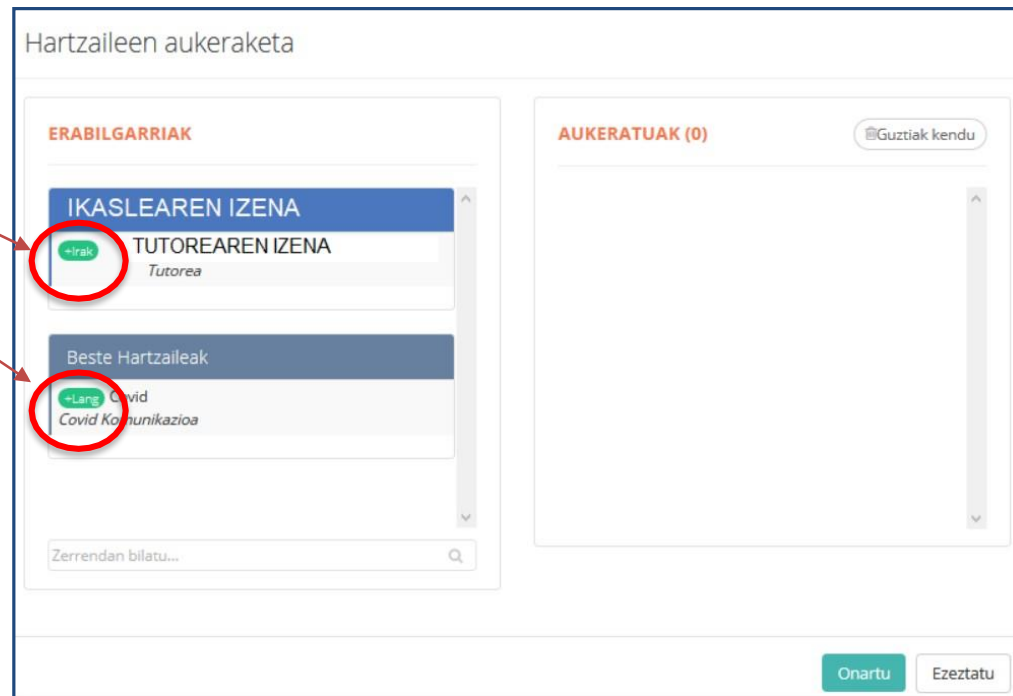 Hartzaileen aukeraketa
ERABILGARRIAK
IKASLEAREN IZENA
+Irak TUTOREAREN IZENA
Tutorea
Beste Hartzaileak
+Lang Covid
Covid Komunikazioa
Zerrendan bilatu...
AUKERATUAK (0)
Guztiak kendu
Onartu
Ezeztatu